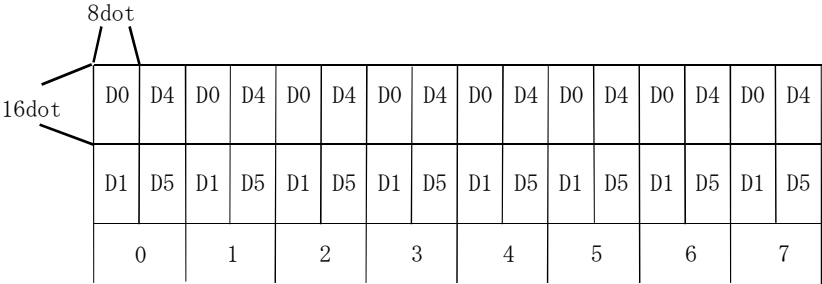 8dot
16dot
D0 D4 D0 D4 D0 D4 D0 D4 D0 D4 D0 D4 D0 D4 D0 D4
D1 D5 D1 D5 D1 D5 D1 D5 D1 D5 D1 D5 D1 D5 D1 D5
0 1 2 3 4 5 6 7